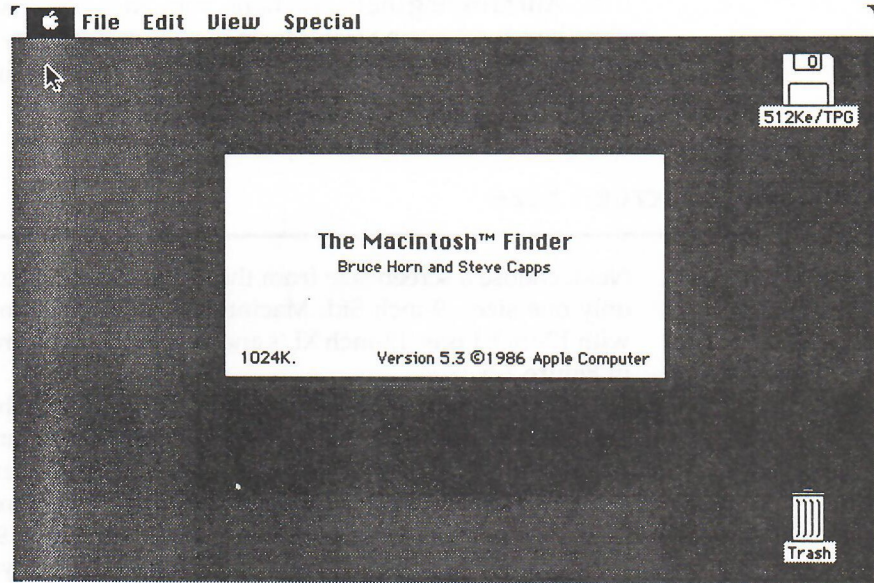 File Edit View Special
512Ke/TPG
The Macintosh™ Finder
Bruce Horn and Steve Capps
1024K. Version 5.3 ©1986 Apple Computer
Trash